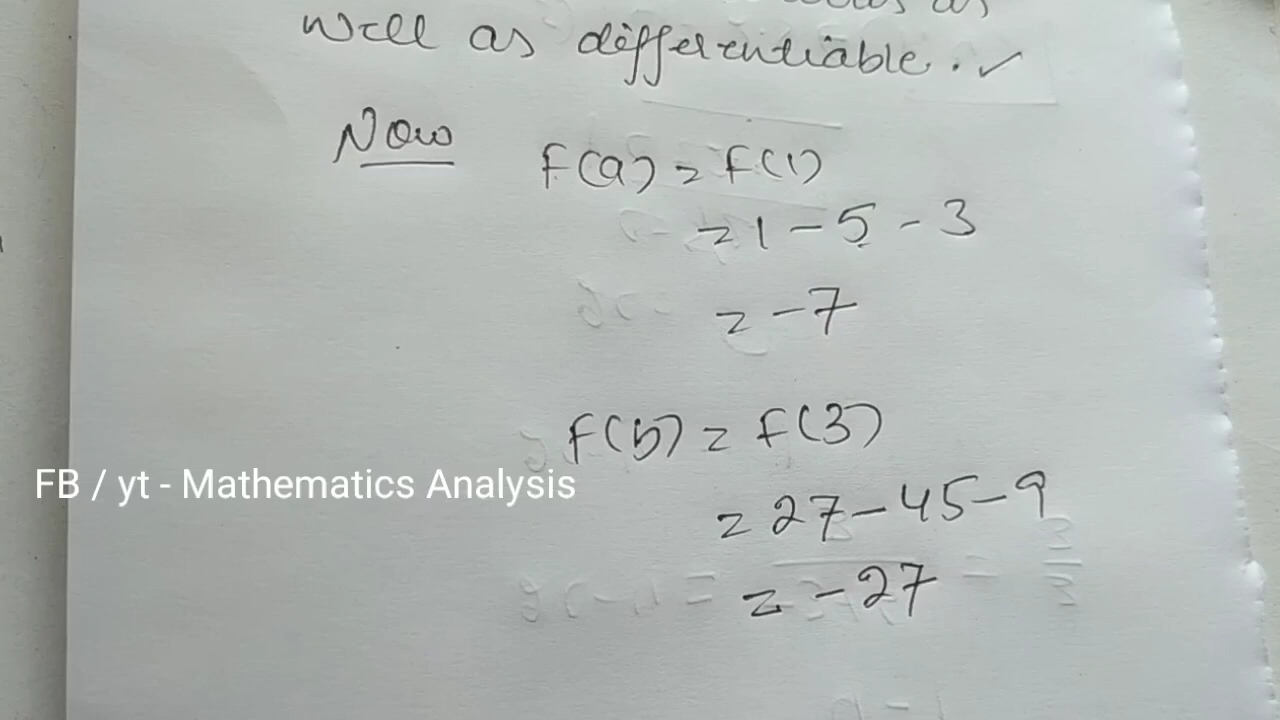 well as differentiable. ✓
Now f(a) = f(1)
= 1 - 5 - 3
= -7
f(b) = f(3)
FB / yt - Mathematics Analysis
= 27 - 45 - 9
= -27